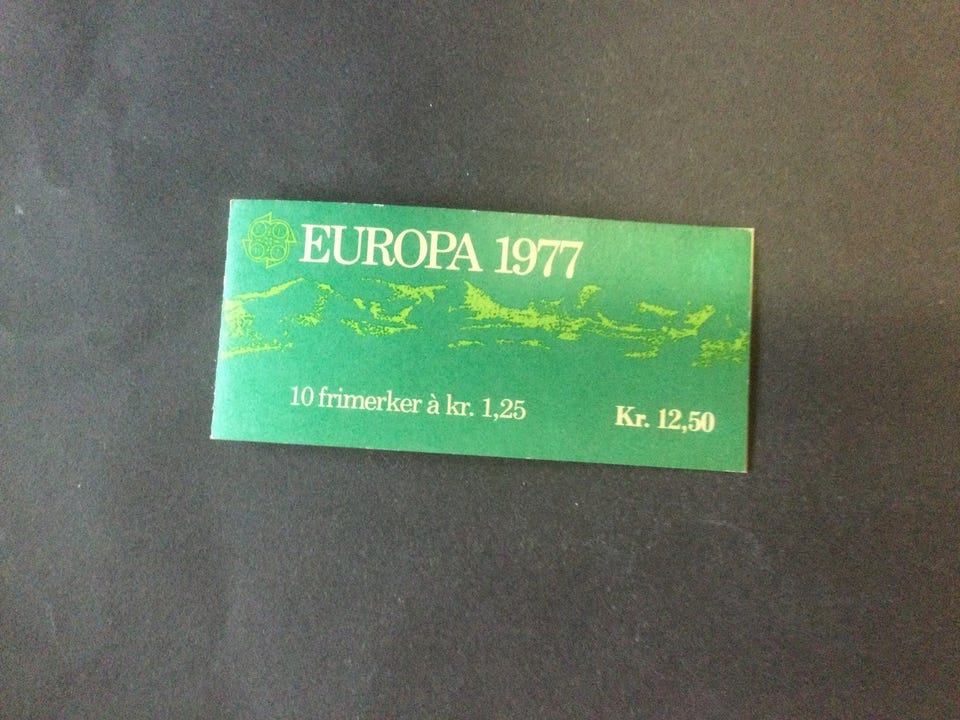 EUROPA 1977
10 frimerker à kr. 1,25
Kr. 12,50